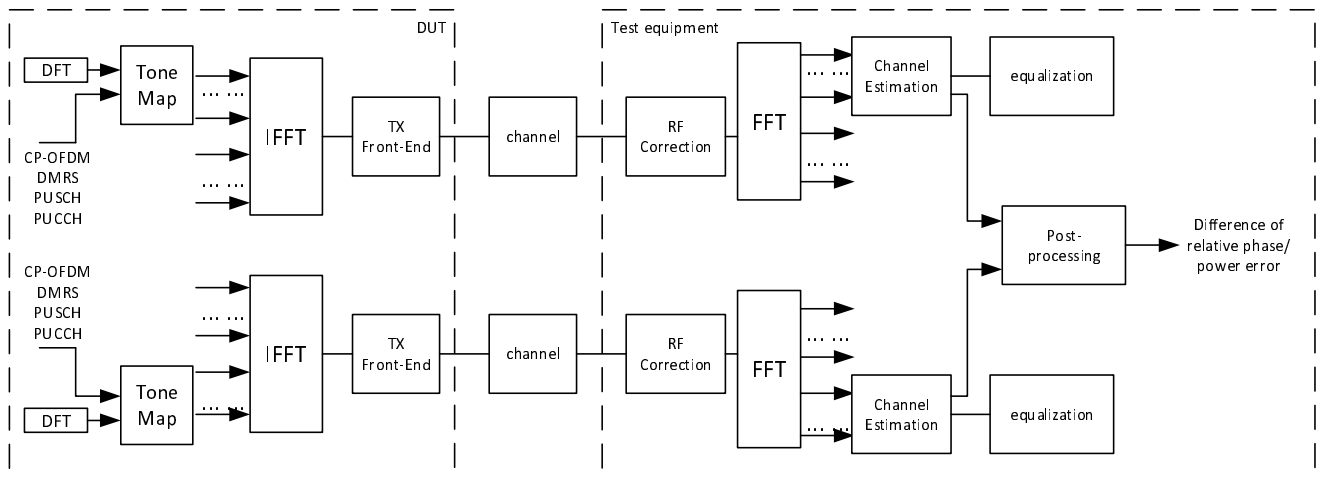 DUT
Test equipment
DFT
Tone
Map
... ...
CP-OFDM
DMRS
PUSCH
PUCCH
... ...
IFFT
TX
Front-End
channel
RF
Correction
FFT
... ...
... ...
Channel
Estimation
equalization
Post-
processing
Difference of
relative phase/
power error
CP-OFDM
DMRS
PUSCH
PUCCH
DFT
Tone
Map
... ...
... ...
IFFT
TX
Front-End
channel
RF
Correction
FFT
... ...
... ...
Channel
Estimation
equalization